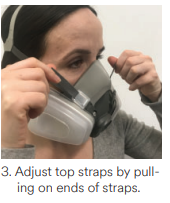 3. Adjust top straps by pull-
ing on ends of straps.